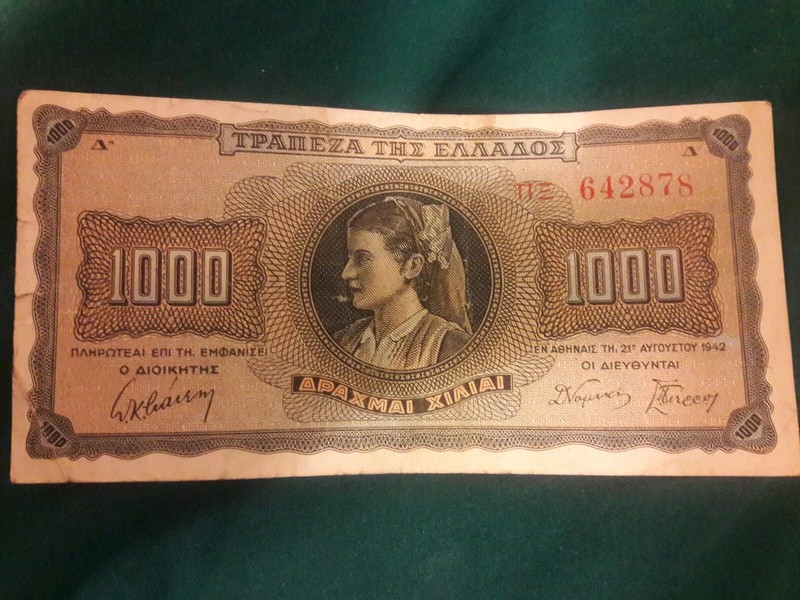 1000
1000
Λ"
ΤΡΑΠΕΖΑ ΤΗΣ ΕΛΛΑΔΟΣ
Λ
ΠΞ 642878
1000
1000
ΠΛΗΡΩΤΕΑΙ ΕΠΙ ΤΗ, ΕΜΦΑΝΙΣΕΙ
Ο ΔΙΟΙΚΗΤΗΣ
ΕΝ ΑΘΗΝΑΙΣ ΤΗ, 21ῃ ΑΥΓΟΥΣΤΟΥ 1942
ΟΙ ΔΙΕΥΘΥΝΤΑΙ
ΔΡΑΧΜΑΙ ΧΙΛΙΑΙ
1000
1000